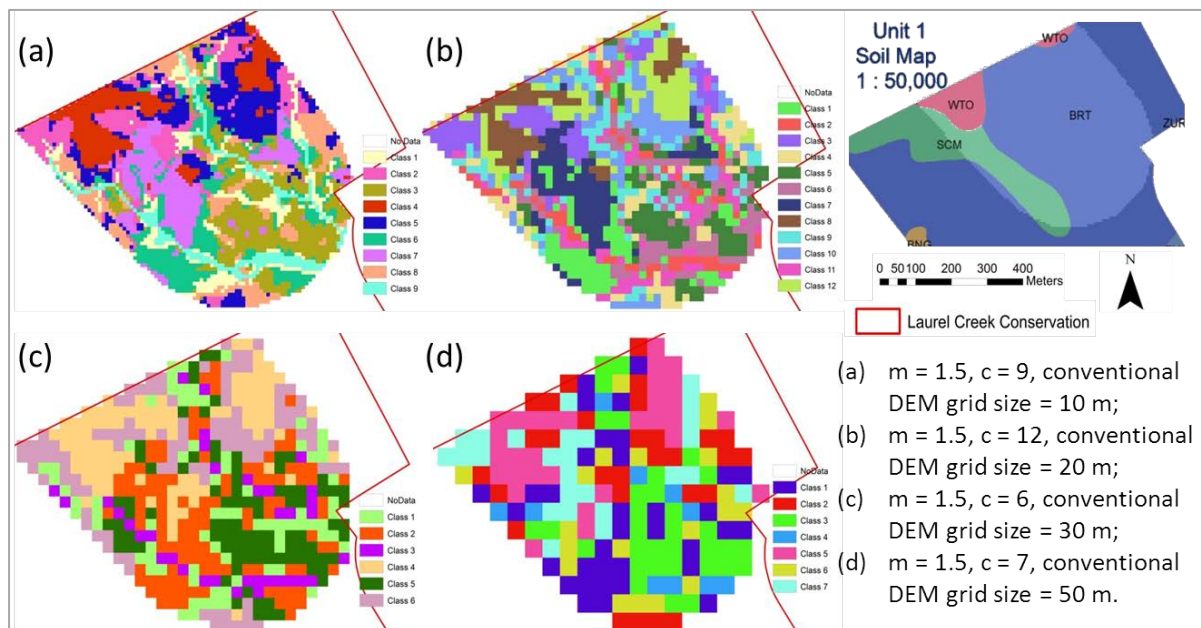 (a)
No Data
Class 1
Class 2
Class 3
Class 4
Class 5
Class 6
Class 7
Class 8
Class 9
(b)
NoData
Class 1
Class 2
Class 3
Class 4
Class 5
Class 6
Class 7
Class 8
Class 9
Class 10
Class 11
Class 12
Unit 1
Soil Map
1 : 50,000
WTO
WTO
BRT
ZUR
SCM
BNG
0 50 100 200 300 400
Meters
N
Laurel Creek Conservation
(c)
NoData
Class 1
Class 2
Class 3
Class 4
Class 5
Class 6
(d)
NoData
Class 1
Class 2
Class 3
Class 4
Class 5
Class 6
Class 7
(a) m = 1.5, c = 9, conventional
DEM grid size = 10 m;
(b) m = 1.5, c = 12, conventional
DEM grid size = 20 m;
(c) m = 1.5, c = 6, conventional
DEM grid size = 30 m;
(d) m = 1.5, c = 7, conventional
DEM grid size = 50 m.